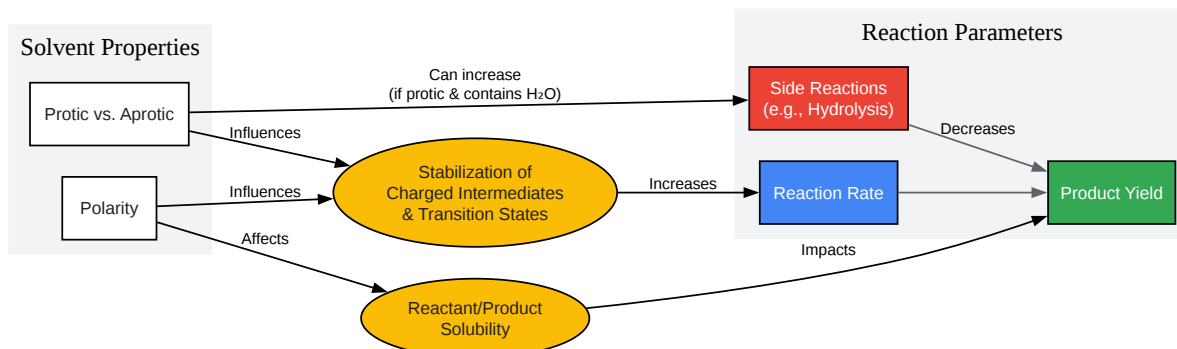 Solvent Properties
Reaction Parameters
Can increase
(if protic & contains H₂O)
Protic vs. Aprotic
Side Reactions
(e.g., Hydrolysis)
Decreases
Influences
Stabilization of
Charged Intermediates
& Transition States
Influences
Increases
Reaction Rate
Product Yield
Polarity
Affects
Impacts
Reactant/Product
Solubility